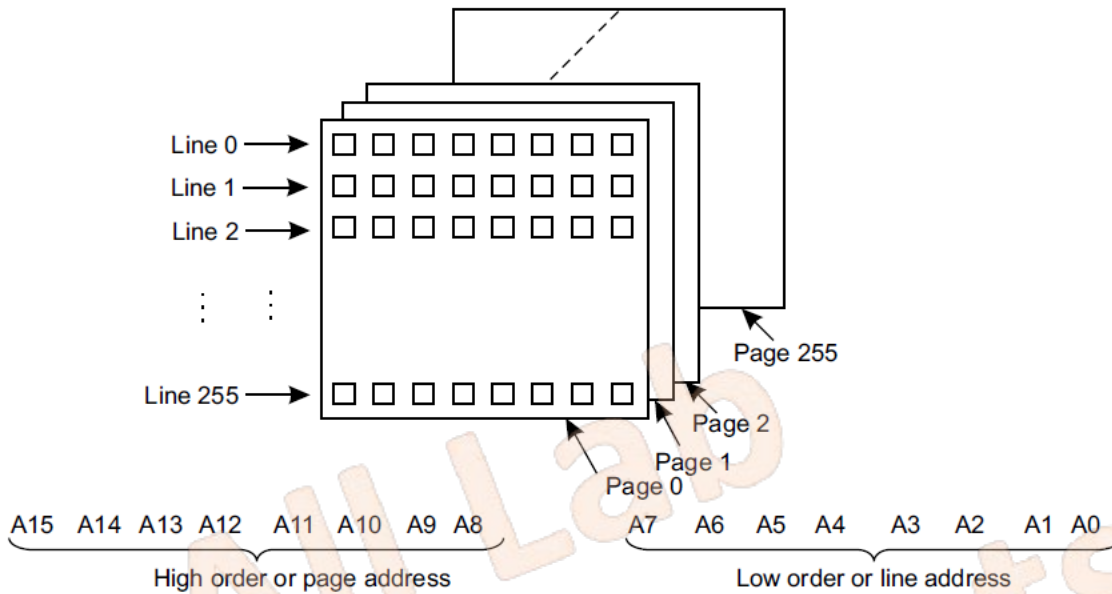 Line 0
Line 1
Line 2
Line 255
Page 255
Page 2
Page 1
Page 0
A15 A14 A13 A12 A11 A10 A9 A8 A7 A6 A5 A4 A3 A2 A1 A0
High order or page address Low order or line address
All Lab